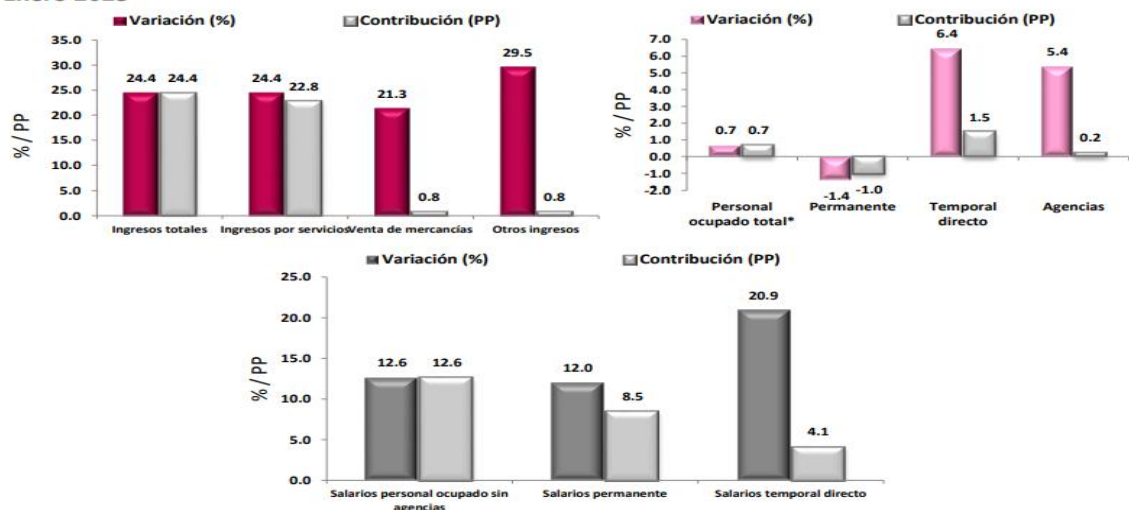 Variación (%) Contribución (PP)
35.0
30.0
25.0
20.0
15.0
10.0
5.0
0.0
% / PP
24.4 24.4 24.4 22.8 21.3 0.8 29.5 0.8
Ingresos totales Ingresos por servicios Venta de mercancías Otros ingresos
Variación (%) Contribución (PP)
7.0
6.0
5.0
4.0
3.0
2.0
1.0
0.0
-1.0
-2.0
% / PP
0.7 0.7 -1.4 -1.0 6.4 1.5 5.4 0.2
Personal ocupado total* Permanente Temporal directo Agencias
Variación (%) Contribución (PP)
25.0
20.0
15.0
10.0
5.0
0.0
% / PP
12.6 12.6 12.0 8.5 20.9 4.1
Salarios personal ocupado sin agencias Salarios permanente Salarios temporal directo